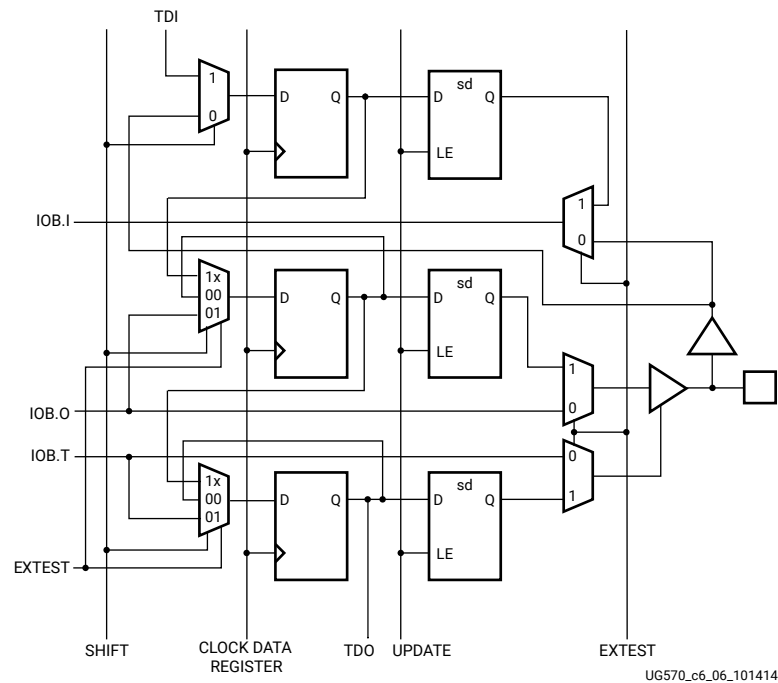 TDI
1
0
D
Q
D
sd
Q
LE
IOB.I
1
0
1x
00
01
D
Q
D
sd
Q
LE
1
0
IOB.O
IOB.T
0
1
1x
00
01
D
Q
D
sd
Q
LE
EXTEST
SHIFT
CLOCK DATA
REGISTER
TDO
UPDATE
EXTEST
UG570_c6_06_101414